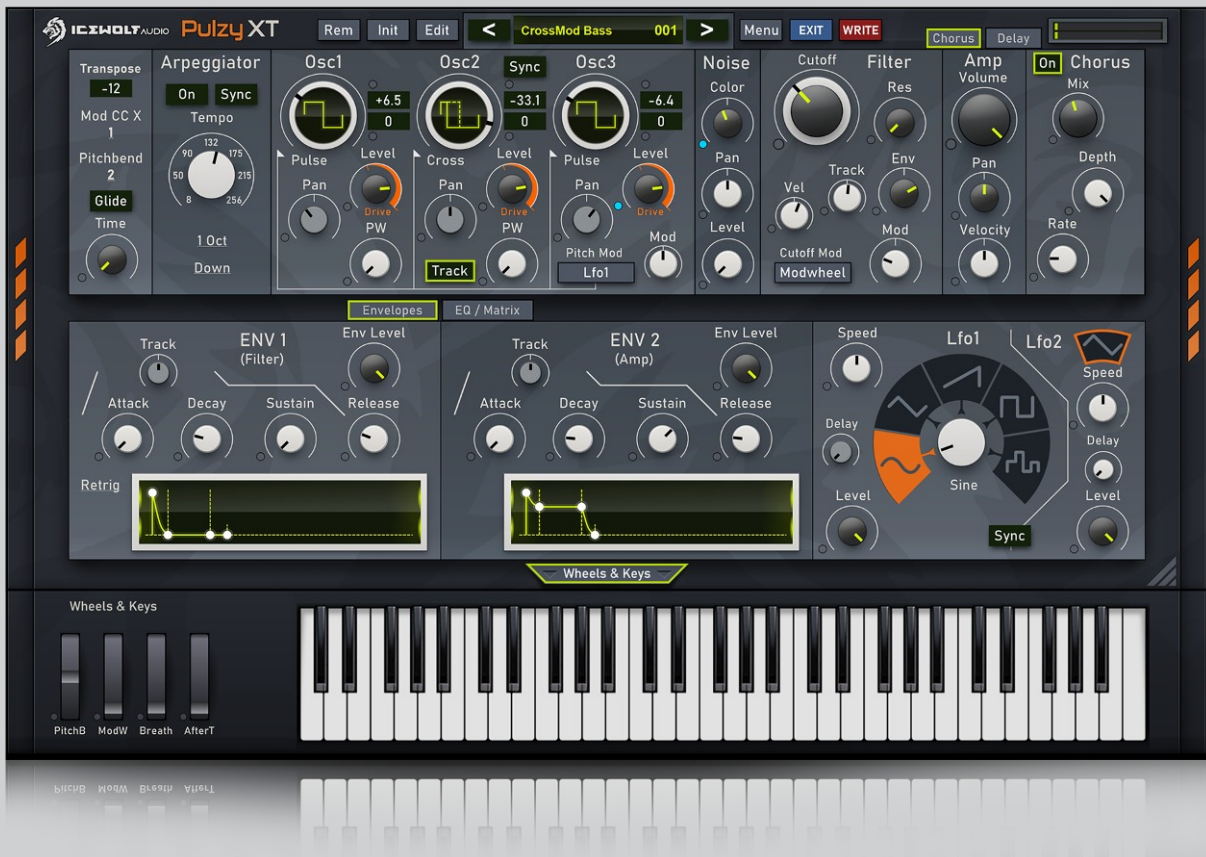 ICEWOLF AUDIO Pulzy XT
Rem Init Edit < CrossMod Bass 001 > Menu EXIT WRITE
Chorus Delay
Transpose
-12
Mod CC X
1
Pitchbend
2
Glide
Time
Arpeggiator
On Sync
Tempo
8 50 90 132 175 215 256
1 Oct
Down
Osc1
+6.5
0
Pulse
Level
Drive
Pan
PW
Osc2
Sync
-33.1
0
Cross
Level
Drive
Pan
PW
Track
Osc3
-6.4
0
Pulse
Level
Drive
Pan
Pitch Mod
Lfo1
Mod
Noise
Color
Pan
Level
Filter
Cutoff
Res
Env
Track
Vel
Mod
Cutoff Mod
Modwheel
Amp
Volume
Pan
Velocity
On Chorus
Mix
Depth
Rate
Envelopes EQ / Matrix
ENV 1
(Filter)
Track
Env Level
Attack Decay Sustain Release
Retrig
ENV 2
(Amp)
Track
Env Level
Attack Decay Sustain Release
Lfo1
Speed
Delay
Level
Sine
Sync
Lfo2
Speed
Delay
Level
Wheels & Keys
Wheels & Keys
PitchB ModW Breath AfterT